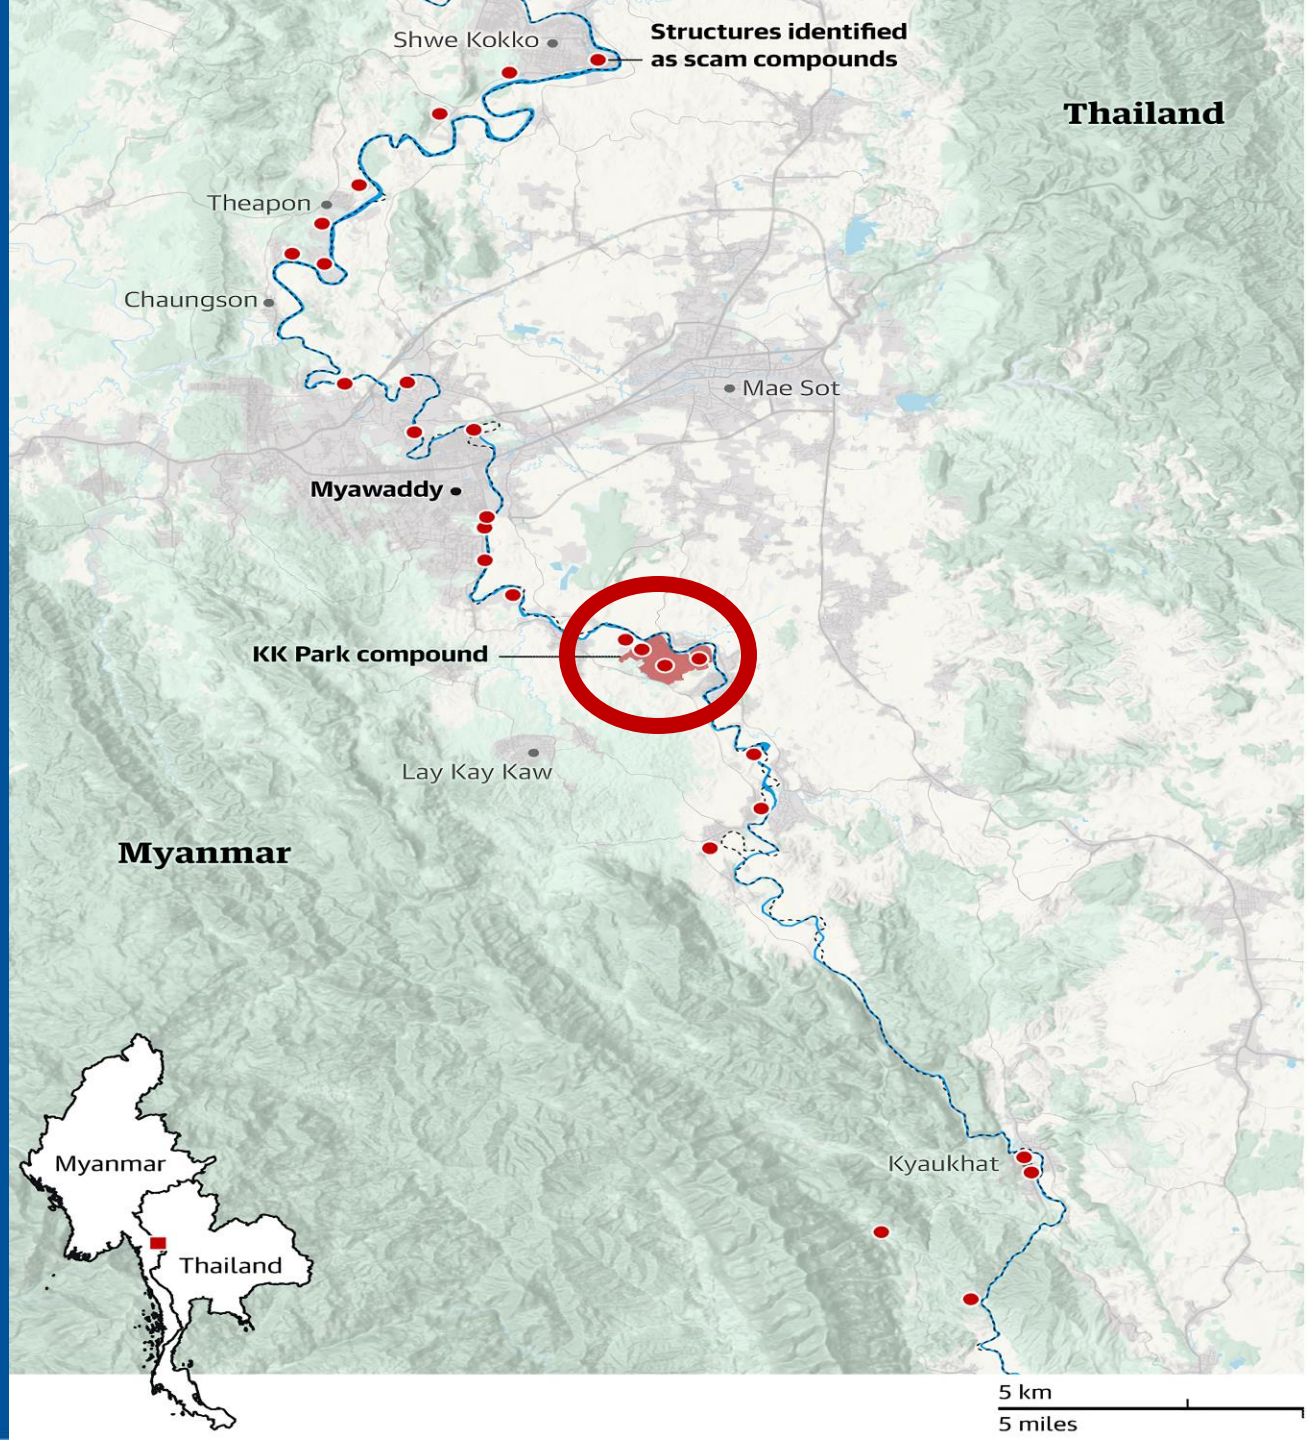 Shwe Kokko
Structures identified
as scam compounds
Thailand
Theapon
Chaungson
Mae Sot
Myawaddy
KK Park compound
Lay Kay Kaw
Myanmar
Kyaukhat
Myanmar
Thailand
5 km
5 miles